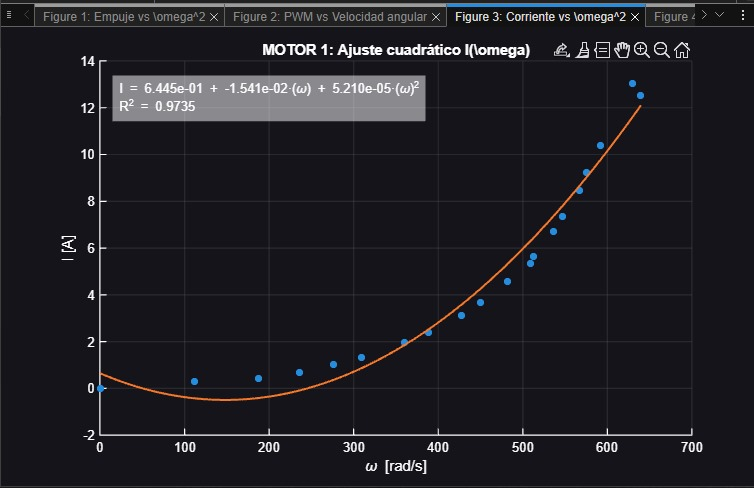 Figure 1: Empuje vs \omega^2
Figure 2: PWM vs Velocidad angular
Figure 3: Corriente vs \omega^2
Figure 4
MOTOR 1: Ajuste cuadrático I(\omega)
I = 6.445e-01 + -1.541e-02·(ω) + 5.210e-05·(ω)²
R² = 0.9735
14
12
10
8
6
4
2
0
-2
I [A]
0 100 200 300 400 500 600 700
ω [rad/s]